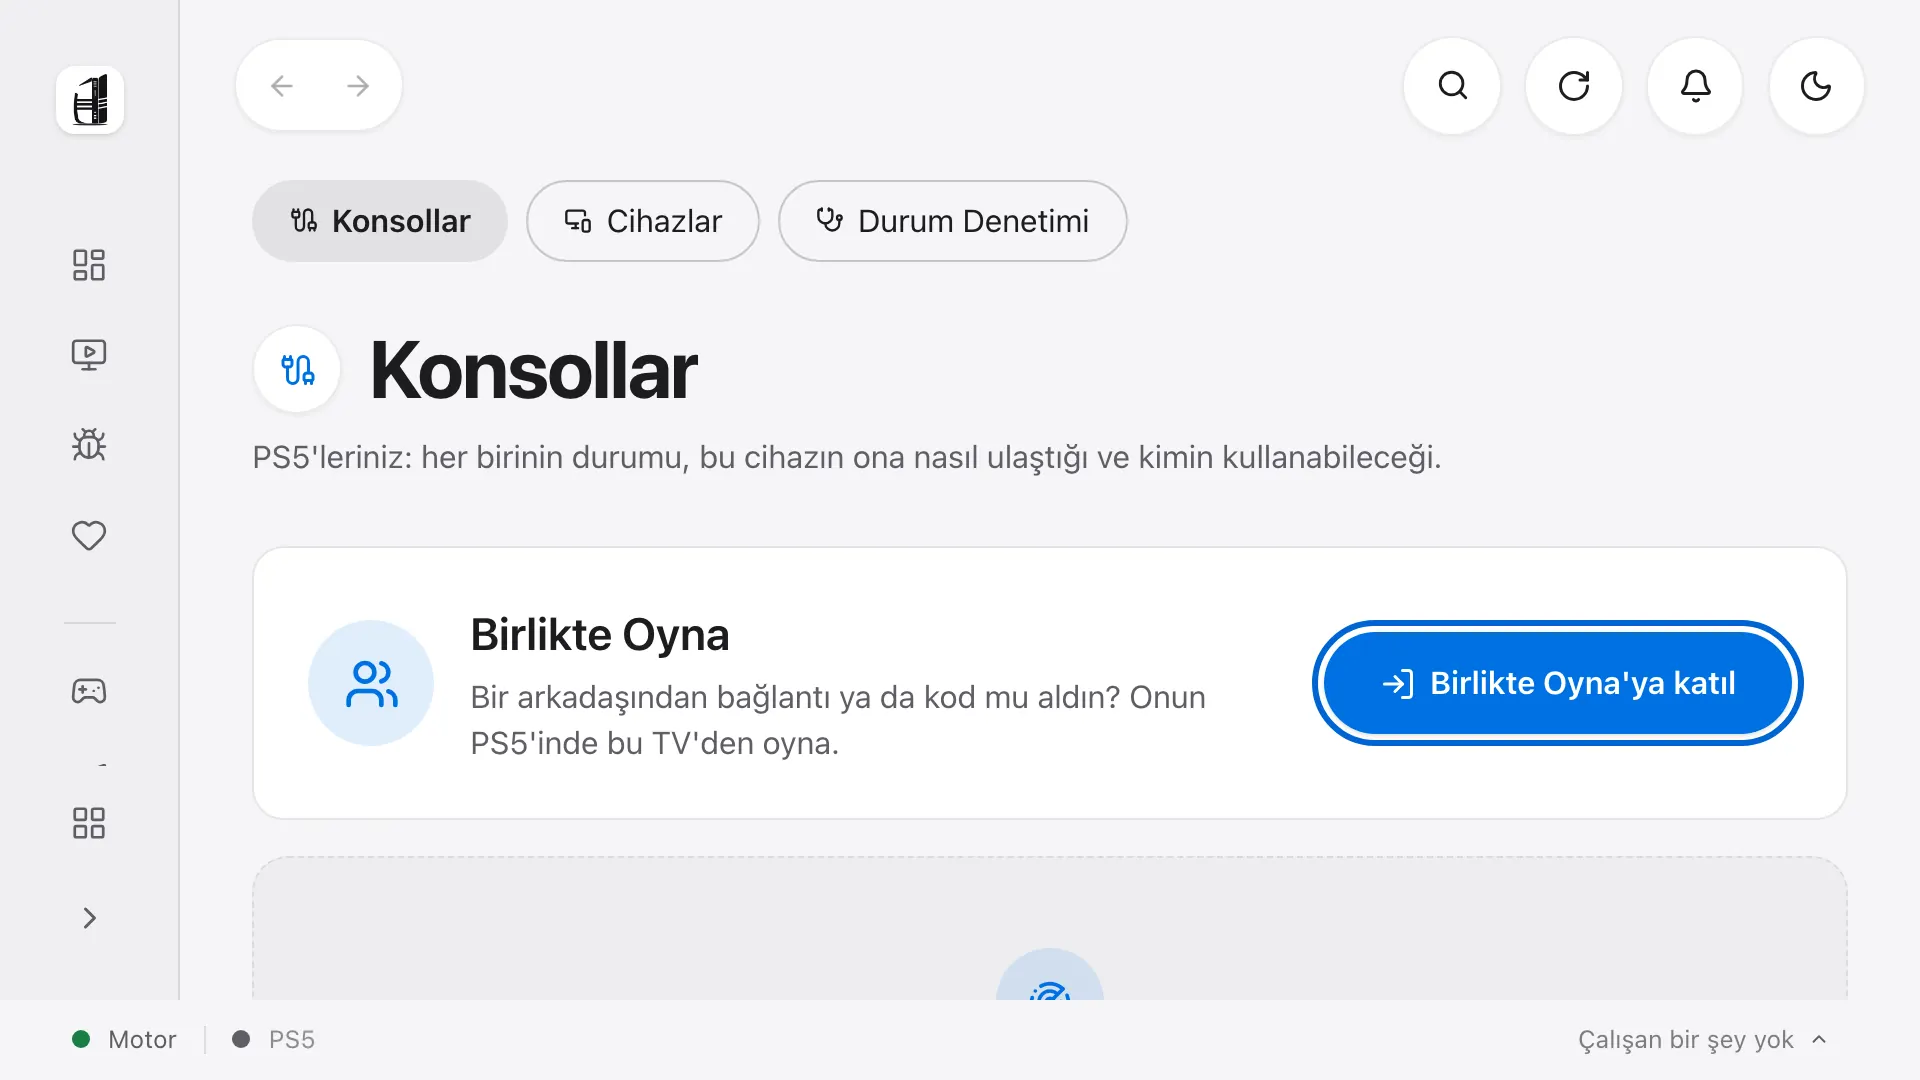 Konsollar
Cihazlar
Durum Denetimi
Konsollar
PS5'leriniz: her birinin durumu, bu cihazın ona nasıl ulaştığı ve kimin kullanabileceği.
Birlikte Oyna
Bir arkadaşından bağlantı ya da kod mu aldın? Onun
PS5'inde bu TV'den oyna.
Birlikte Oyna'ya katıl
Motor
PS5
Çalışan bir şey yok